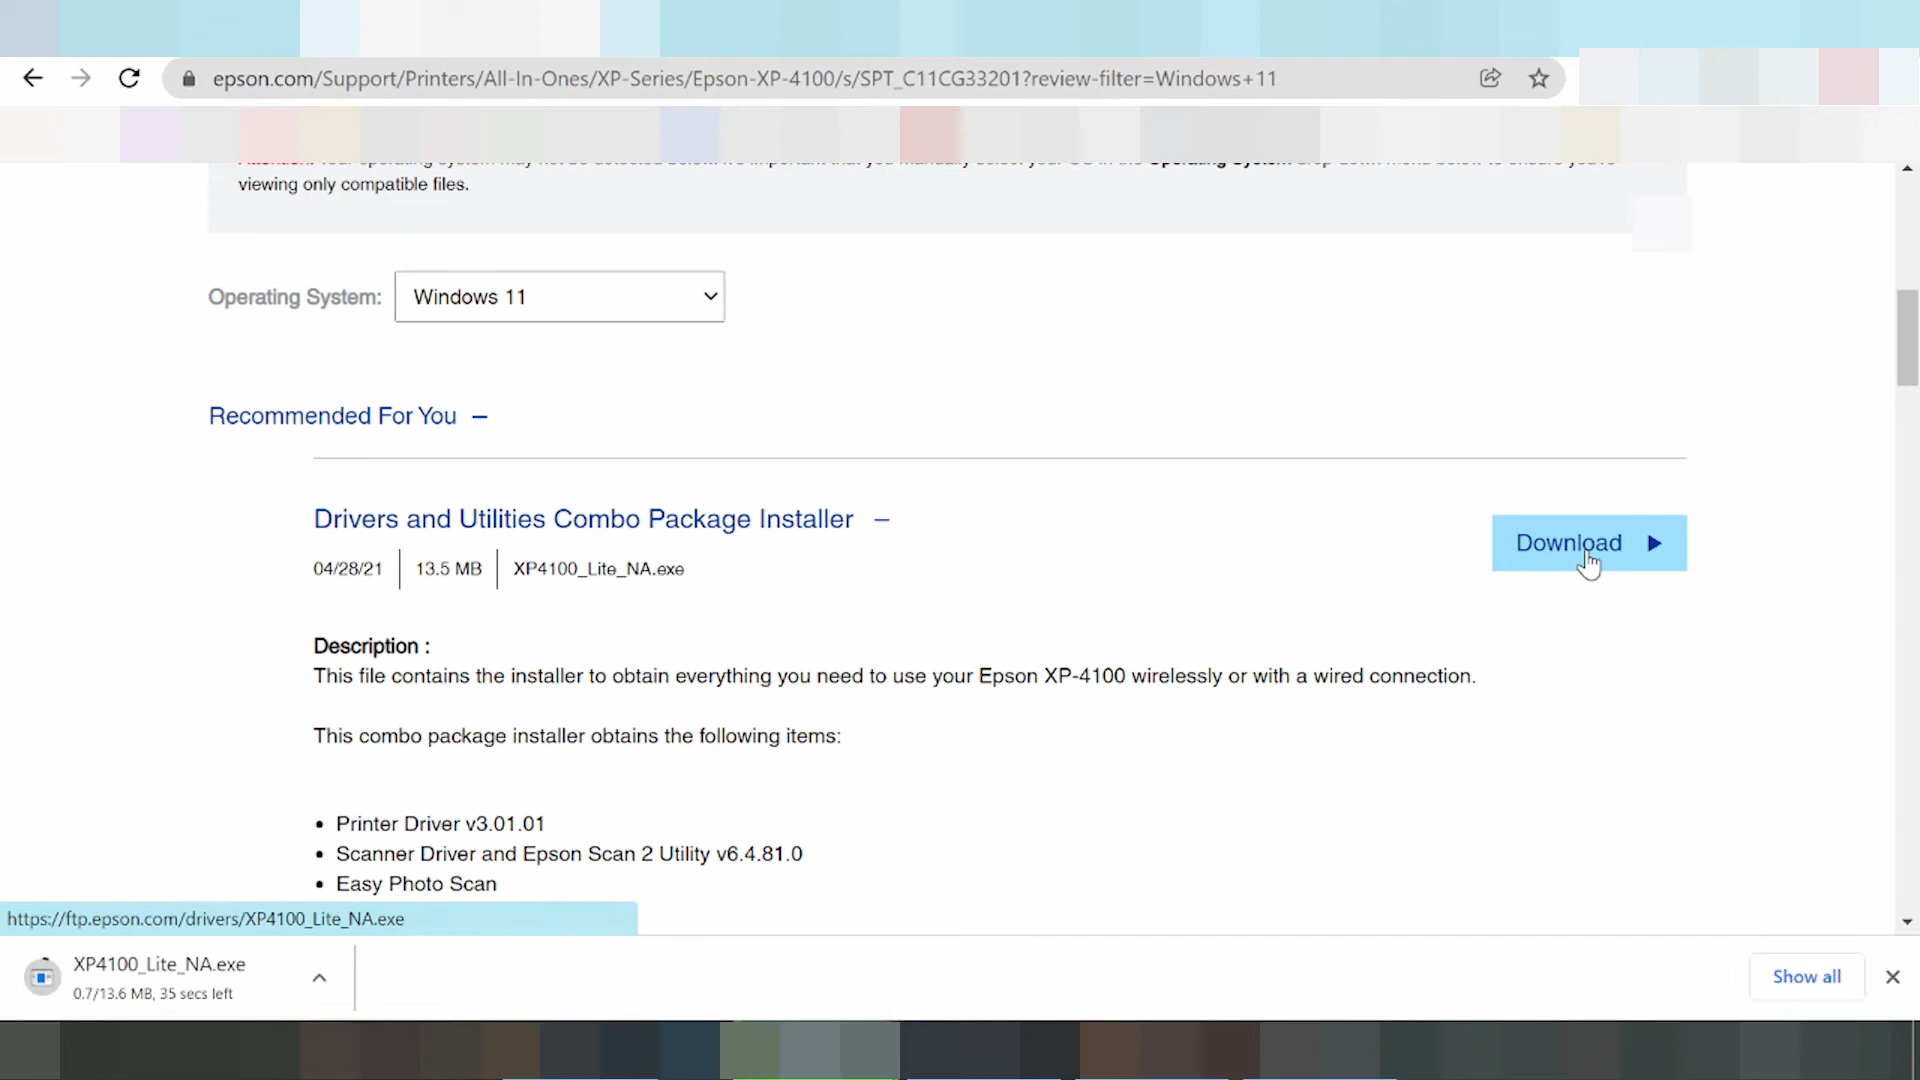 epson.com/Support/Printers/All-In-Ones/XP-Series/Epson-XP-4100/s/SPT_C11CG33201?review-filter=Windows+11
viewing only compatible files.
Operating System: Windows 11
Recommended For You –
Drivers and Utilities Combo Package Installer –
04/28/21 | 13.5 MB | XP4100_Lite_NA.exe
Download ▶
Description :
This file contains the installer to obtain everything you need to use your Epson XP-4100 wirelessly or with a wired connection.
This combo package installer obtains the following items:
• Printer Driver v3.01.01
• Scanner Driver and Epson Scan 2 Utility v6.4.81.0
• Easy Photo Scan
https://ftp.epson.com/drivers/XP4100_Lite_NA.exe
XP4100_Lite_NA.exe
0.7/13.6 MB, 35 secs left
Show all